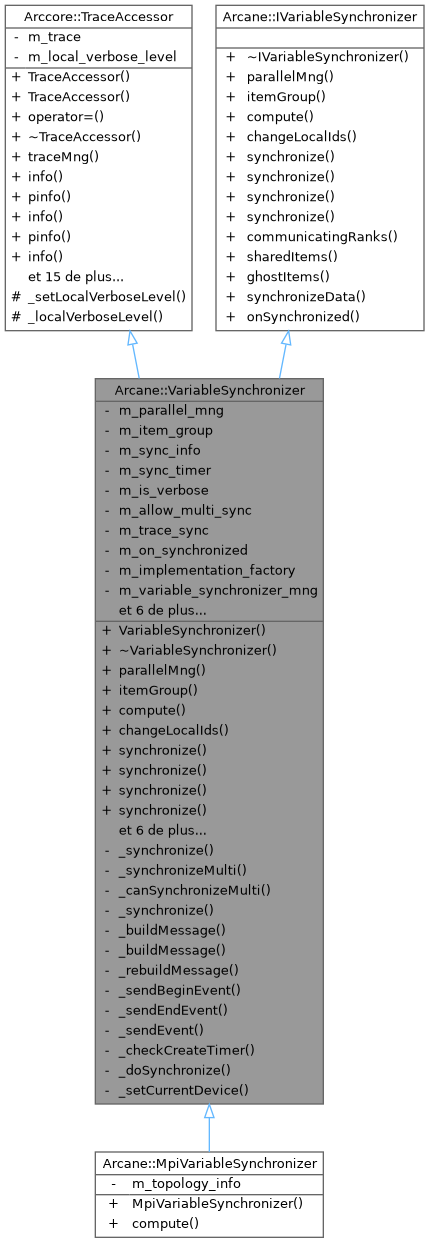 Arccore::TraceAccessor
- m_trace
- m_local_verbose_level
+ TraceAccessor()
+ TraceAccessor()
+ operator=()
+ ~TraceAccessor()
+ traceMng()
+ info()
+ pinfo()
+ info()
+ pinfo()
+ info()
et 15 de plus...
# _setLocalVerboseLevel()
# _localVerboseLevel()
Arcane::IVariableSynchronizer
+ ~IVariableSynchronizer()
+ parallelMng()
+ itemGroup()
+ compute()
+ changeLocalIds()
+ synchronize()
+ synchronize()
+ synchronize()
+ synchronize()
+ communicatingRanks()
+ sharedItems()
+ ghostItems()
+ synchronizeData()
+ onSynchronized()
Arcane::VariableSynchronizer
- m_parallel_mng
- m_item_group
- m_sync_info
- m_sync_timer
- m_is_verbose
- m_allow_multi_sync
- m_trace_sync
- m_on_synchronized
- m_implementation_factory
- m_variable_synchronizer_mng
et 6 de plus...
+ VariableSynchronizer()
+ ~VariableSynchronizer()
+ parallelMng()
+ itemGroup()
+ compute()
+ changeLocalIds()
+ synchronize()
+ synchronize()
+ synchronize()
+ synchronize()
et 6 de plus...
- _synchronize()
- _synchronizeMulti()
- _canSynchronizeMulti()
- _synchronize()
- _buildMessage()
- _buildMessage()
- _rebuildMessage()
- _sendBeginEvent()
- _sendEndEvent()
- _sendEvent()
- _checkCreateTimer()
- _doSynchronize()
- _setCurrentDevice()
Arcane::MpiVariableSynchronizer
- m_topology_info
+ MpiVariableSynchronizer()
+ compute()